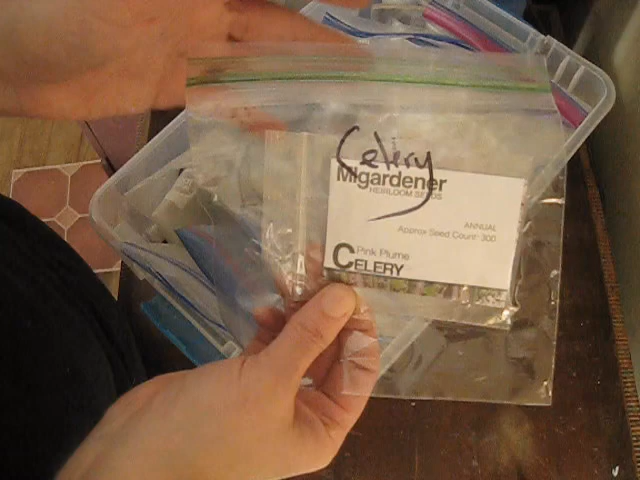 Celery
MIgardener
HEIRLOOM SEEDS
ANNUAL
Approx Seed Count: 300
Pink Plume
CELERY